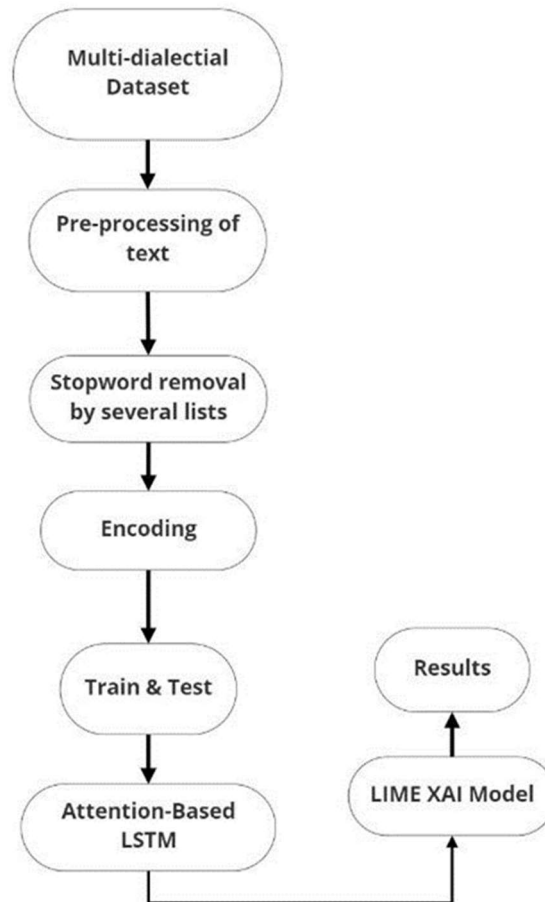 Multi-dialectial
Dataset
Pre-processing of
text
Stopword removal
by several lists
Encoding
Train & Test
Attention-Based
LSTM
LIME XAI Model
Results